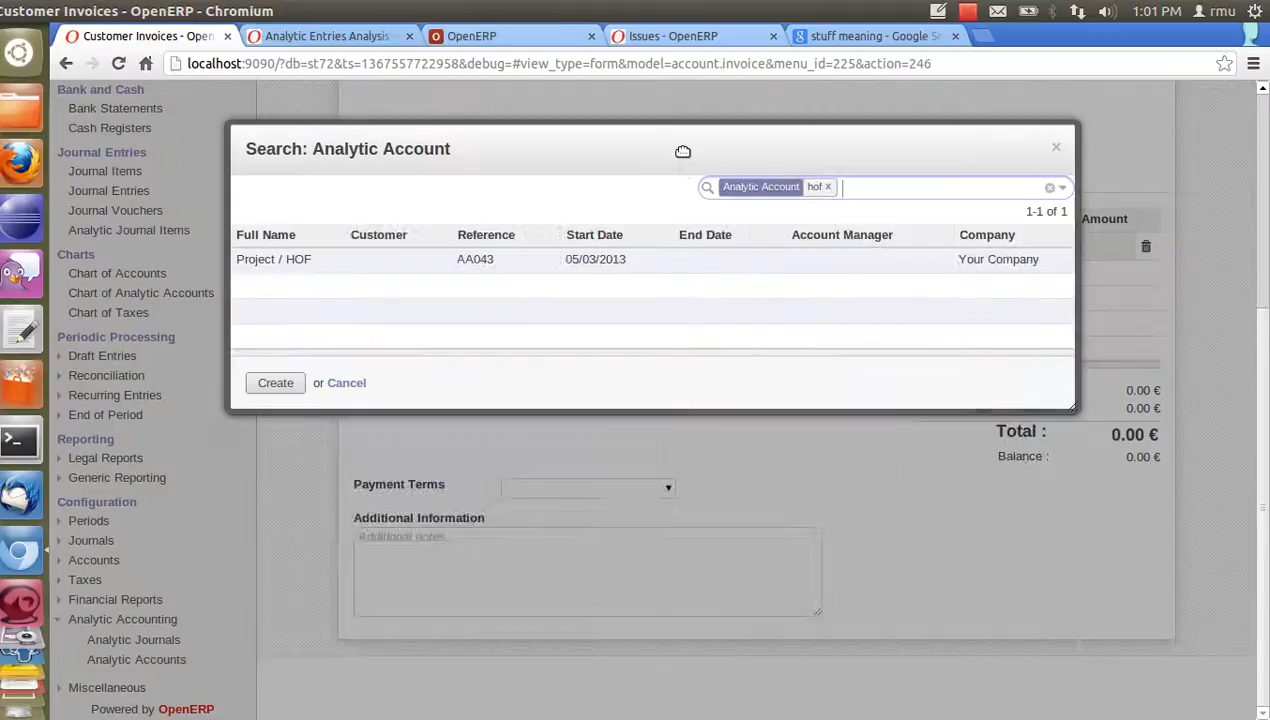 Customer Invoices - OpenERP - Chromium
1:01 PM
rmu
Customer Invoices - Open
Analytic Entries Analysis -
OpenERP
Issues - OpenERP
stuff meaning - Google Se
localhost:9090/?db=st72&ts=1367557722958&debug=#view_type=form&model=account.invoice&menu_id=225&action=246
Bank and Cash
Bank Statements
Cash Registers
Journal Entries
Journal Items
Journal Entries
Journal Vouchers
Analytic Journal Items
Charts
Chart of Accounts
Chart of Analytic Accounts
Chart of Taxes
Periodic Processing
Draft Entries
Reconciliation
Recurring Entries
End of Period
Reporting
Legal Reports
Generic Reporting
Configuration
Periods
Journals
Accounts
Taxes
Financial Reports
Analytic Accounting
Analytic Journals
Analytic Accounts
Miscellaneous
Powered by OpenERP
Search: Analytic Account
×
Analytic Account hof x
1-1 of 1
Full Name Customer Reference Start Date End Date Account Manager Company
Project / HOF AA043 05/03/2013 Your Company
Create or Cancel
Amount
0.00 €
0.00 €
Total : 0.00 €
Balance : 0.00 €
Payment Terms
Additional Information
Additional notes...